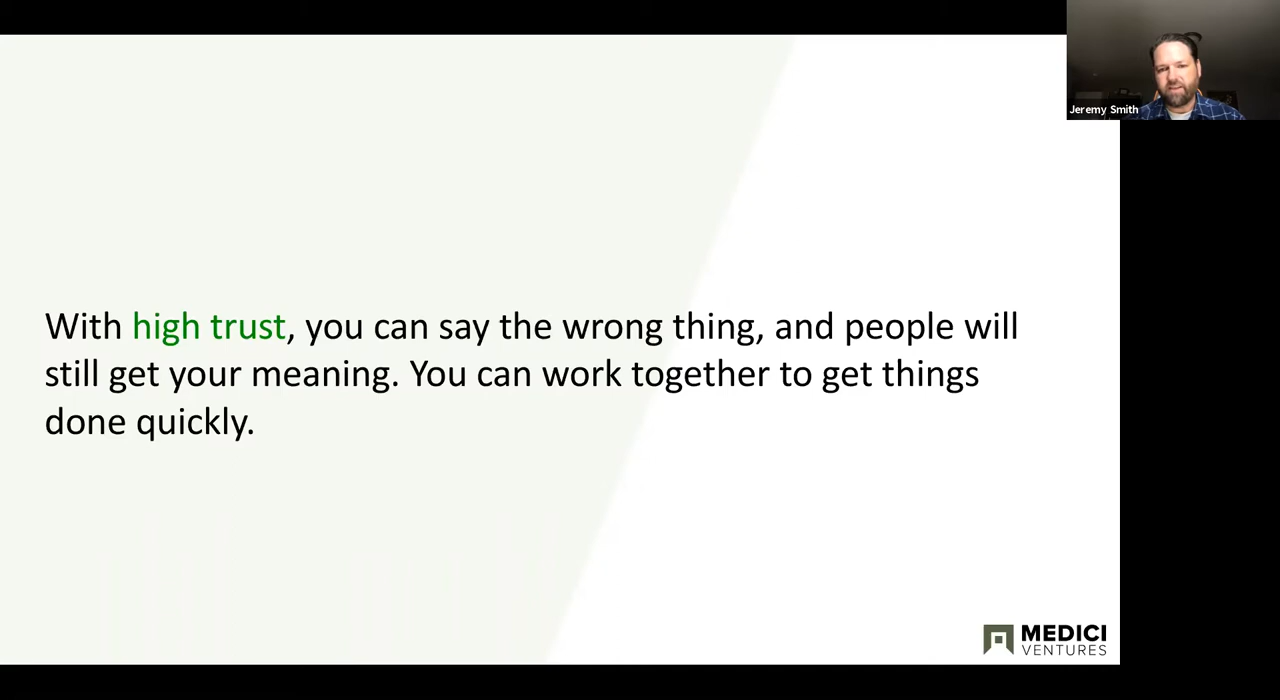 Jeremy Smith
With high trust, you can say the wrong thing, and people will
still get your meaning. You can work together to get things
done quickly.
MEDICI
VENTURES